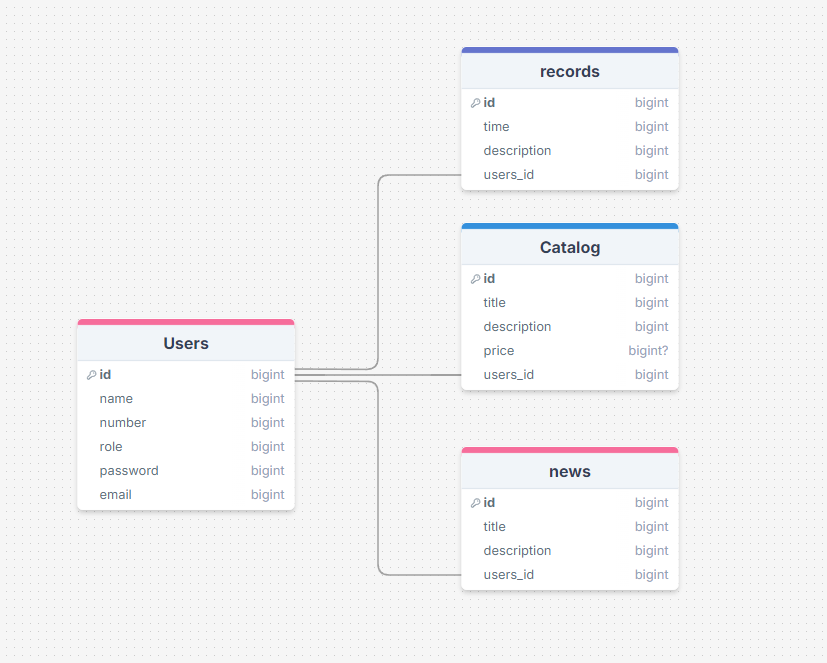 records
id bigint
time bigint
description bigint
users_id bigint
Catalog
id bigint
title bigint
description bigint
price bigint?
users_id bigint
Users
id bigint
name bigint
number bigint
role bigint
password bigint
email bigint
news
id bigint
title bigint
description bigint
users_id bigint